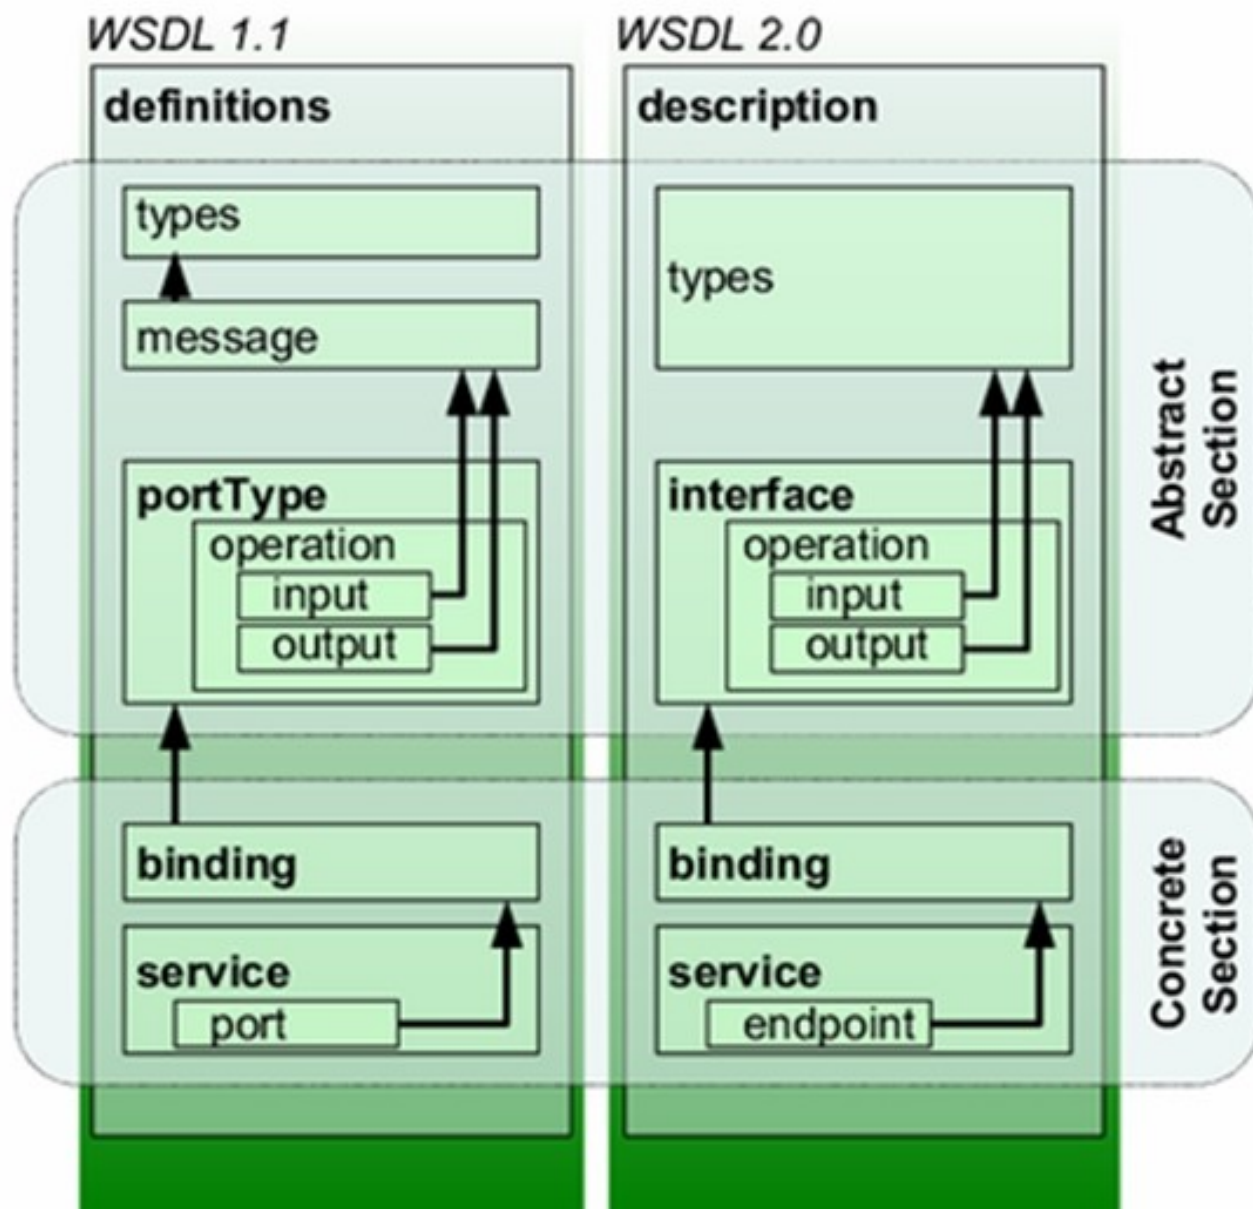 WSDL 1.1
definitions
types
message
portType
operation
input
output
binding
service
port
WSDL 2.0
description
types
interface
operation
input
output
binding
service
endpoint
Abstract
Section
Concrete
Section